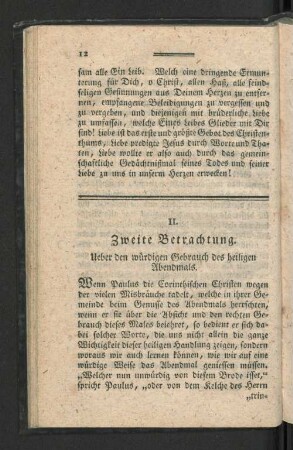 12
sam alle Ein Leib. Welch eine dringende Ermun-
terung für Dich, o Christ, allen Haß, alle feind-
seligen Gesinnungen aus Deinem Herzen zu entfer-
nen, empfangene Beleidigungen zu vergessen und
zu vergeben, und diejenigen mit brüderlicher Liebe
zu umfassen, welche Eines Leibes Glieder mit Dir
sind! Liebe ist das erste und größte Gebot des Christen-
thums, Liebe predigte Jesus durch Worte und Tha-
ten, Liebe wollte er also auch durch das gemein-
schaftliche Gedächtnismal seines Todes und seiner
Liebe zu uns in unserm Herzen erwecken!
II.
Zweite Betrachtung.
Ueber den würdigen Gebrauch des heiligen
Abendmals.
Wenn Paulus die Corinthischen Christen wegen
der vielen Misbräuche tadelt, welche in ihrer Ge-
meinde beim Genusse des Abendmals herrschten,
wenn er sie über die Absicht und den rechten Ge-
brauch dieses Males belehret, so bedient er sich da-
bei solcher Worte, die uns nicht allein die ganze
Wichtigkeit dieser heiligen Handlung zeigen, sondern
woraus wir auch lernen können, wie wir auf eine
würdige Weise das Abendmal geniessen müssen.
„Welcher nun unwürdig von diesem Brode isset,“
spricht Paulus, „oder von dem Kelche des Herrn
„trin-